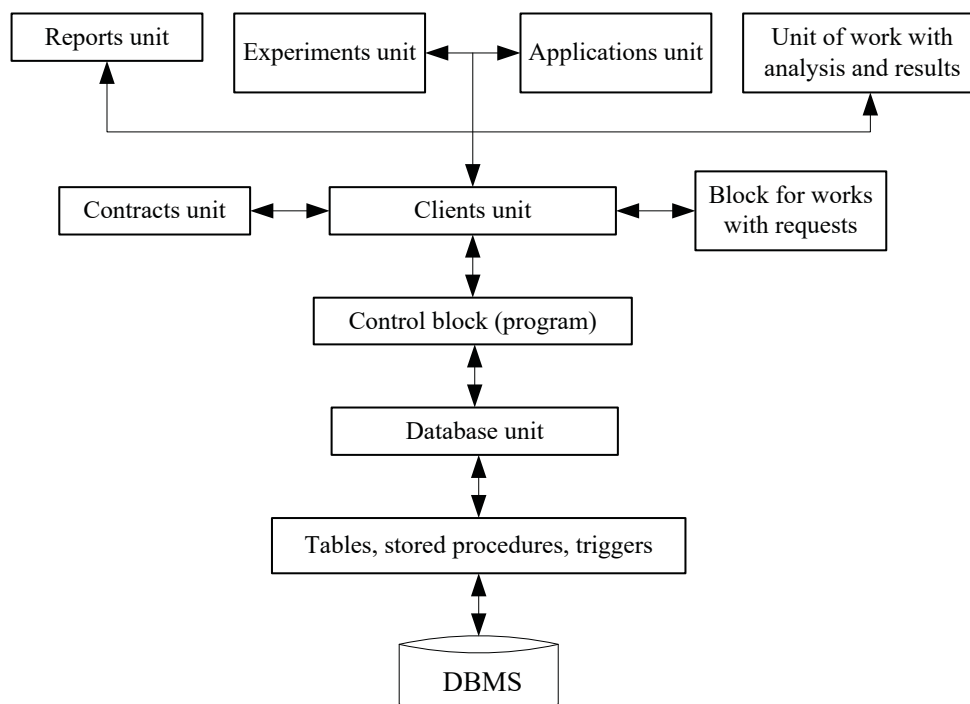 Reports unit
Experiments unit
Applications unit
Unit of work with
analysis and results
Contracts unit
Clients unit
Block for works
with requests
Control block (program)
Database unit
Tables, stored procedures, triggers
DBMS